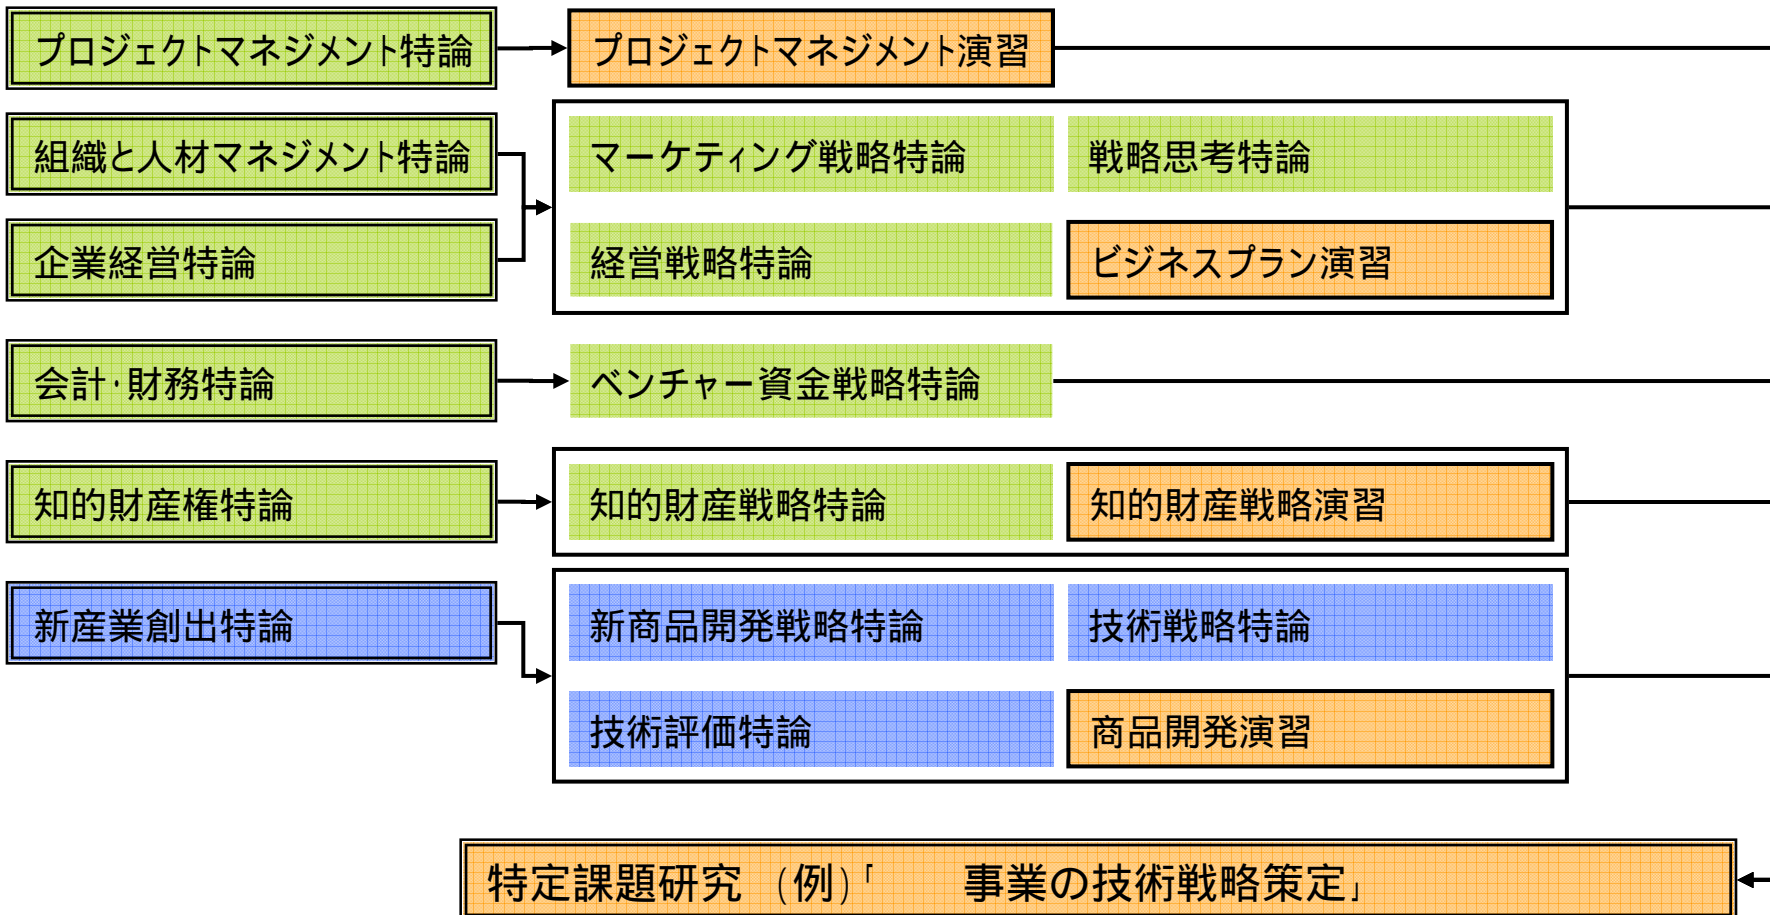 プロジェクトマネジメント特論
プロジェクトマネジメント演習
組織と人材マネジメント特論
マーケティング戦略特論
戦略思考特論
企業経営特論
経営戦略特論
ビジネスプラン演習
会計・財務特論
ベンチャー資金戦略特論
知的財産権特論
知的財産戦略特論
知的財産戦略演習
新産業創出特論
新商品開発戦略特論
技術戦略特論
技術評価特論
商品開発演習
特定課題研究 (例)「　　事業の技術戦略策定」